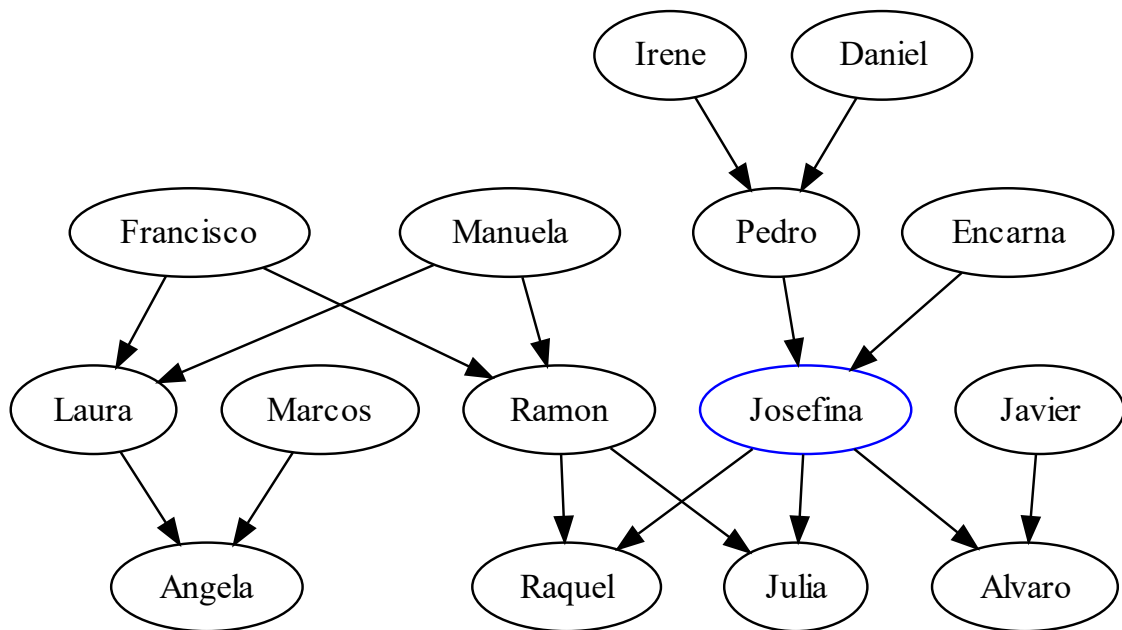 Irene
Daniel
Francisco
Manuela
Pedro
Encarna
Laura
Marcos
Ramon
Josefina
Javier
Angela
Raquel
Julia
Alvaro